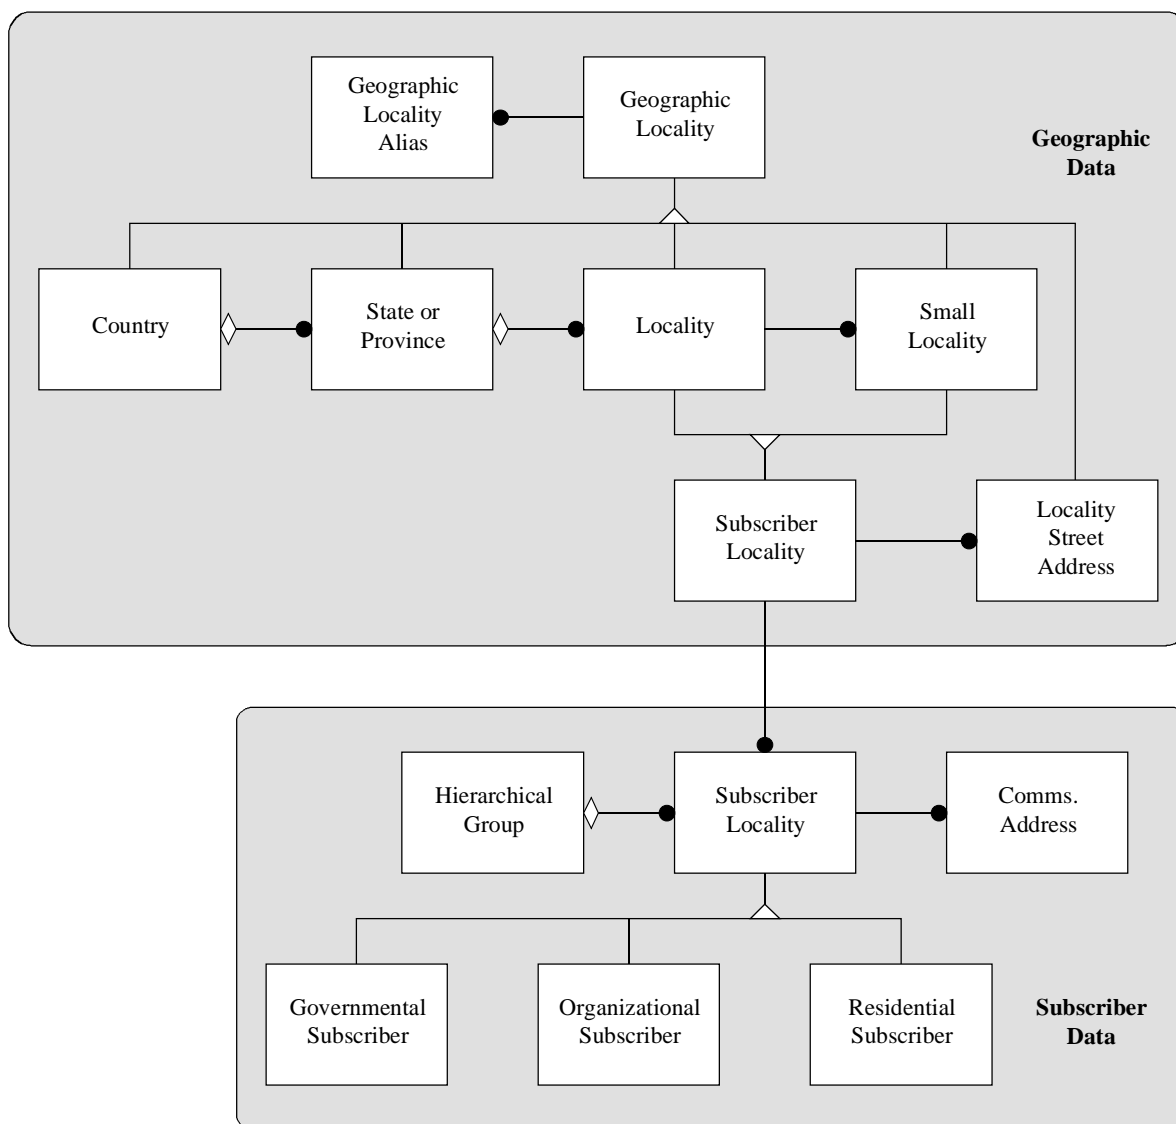 Geographic
Locality
Alias
Geographic
Locality
Geographic
Data
Country
State or
Province
Locality
Small
Locality
Subscriber
Locality
Locality
Street
Address
Hierarchical
Group
Subscriber
Locality
Comms.
Address
Governmental
Subscriber
Organizational
Subscriber
Residential
Subscriber
Subscriber
Data